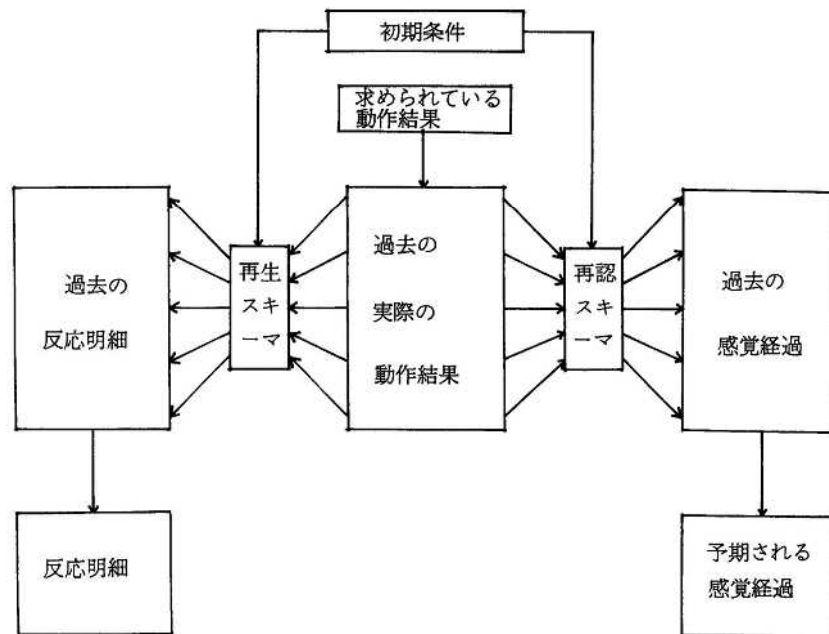 初期条件
求められている
動作結果
過去の
反応明細
再生
スキ
ーマ
過去の
実際の
動作結果
再認
スキ
ーマ
過去の
感覚経過
反応明細
予期される
感覚経過